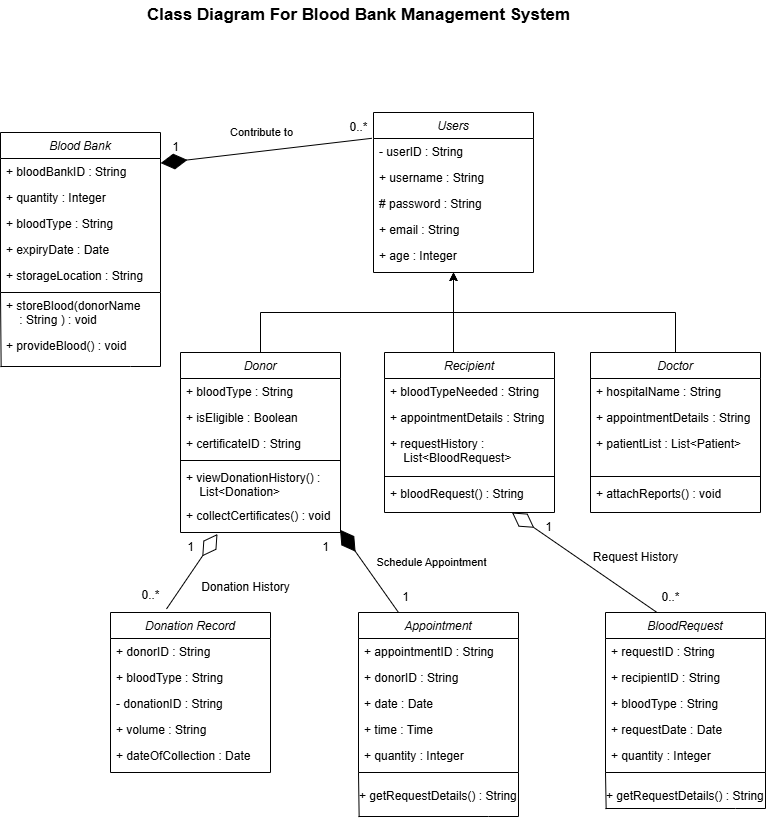 Class Diagram For Blood Bank Management System
Contribute to
1
0..*
Blood Bank
+ bloodBankID : String
+ quantity : Integer
+ bloodType : String
+ expiryDate : Date
+ storageLocation : String
+ storeBlood(donorName
: String ) : void
+ provideBlood() : void
Users
- userID : String
+ username : String
# password : String
+ email : String
+ age : Integer
Donor
+ bloodType : String
+ isEligible : Boolean
+ certificateID : String
+ viewDonationHistory() :
List<Donation>
+ collectCertificates() : void
Recipient
+ bloodTypeNeeded : String
+ appointmentDetails : String
+ requestHistory :
List<BloodRequest>
+ bloodRequest() : String
Doctor
+ hospitalName : String
+ appointmentDetails : String
+ patientList : List<Patient>
+ attachReports() : void
1
Donation History
0..*
1
Schedule Appointment
1
1
Request History
0..*
Donation Record
+ donorID : String
+ bloodType : String
- donationID : String
+ volume : String
+ dateOfCollection : Date
Appointment
+ appointmentID : String
+ donorID : String
+ date : Date
+ time : Time
+ quantity : Integer
+ getRequestDetails() : String
BloodRequest
+ requestID : String
+ recipientID : String
+ bloodType : String
+ requestDate : Date
+ quantity : Integer
+ getRequestDetails() : String